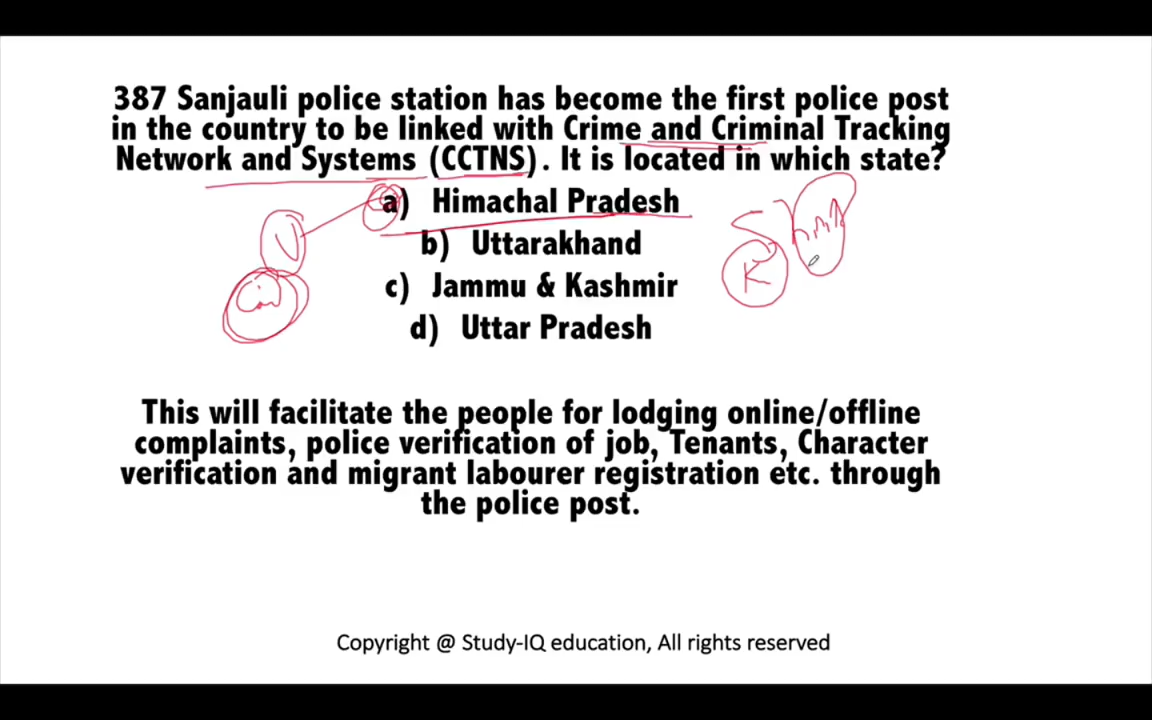 387 Sanjauli police station has become the first police post
in the country to be linked with Crime and Criminal Tracking
Network and Systems (CCTNS). It is located in which state?
a) Himachal Pradesh
b) Uttarakhand
c) Jammu & Kashmir
d) Uttar Pradesh
K
This will facilitate the people for lodging online/offline
complaints, police verification of job, Tenants, Character
verification and migrant labourer registration etc. through
the police post.
Copyright @ Study-IQ education, All rights reserved